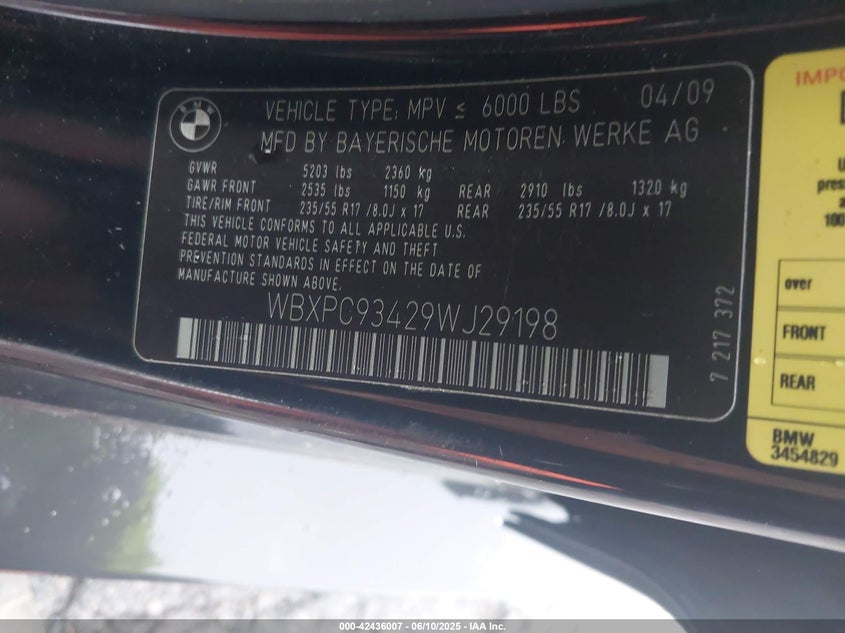 BMW
VEHICLE TYPE: MPV ≤ 6000 LBS 04/09
MFD BY BAYERISCHE MOTOREN WERKE AG
GVWR 5203 lbs 2360 kg
GAWR FRONT 2535 lbs 1150 kg REAR 2910 lbs 1320 kg
TIRE/RIM FRONT 235/55 R17 /8.0J x 17 REAR 235/55 R17 /8.0J x 17
THIS VEHICLE CONFORMS TO ALL APPLICABLE U.S.
FEDERAL MOTOR VEHICLE SAFETY AND THEFT
PREVENTION STANDARDS IN EFFECT ON THE DATE OF
MANUFACTURE SHOWN ABOVE.
WBXPC93429WJ29198
7 217 372
over
FRONT
REAR
BMW
3454829
000-42436007 - 06/10/2025 - IAA Inc.